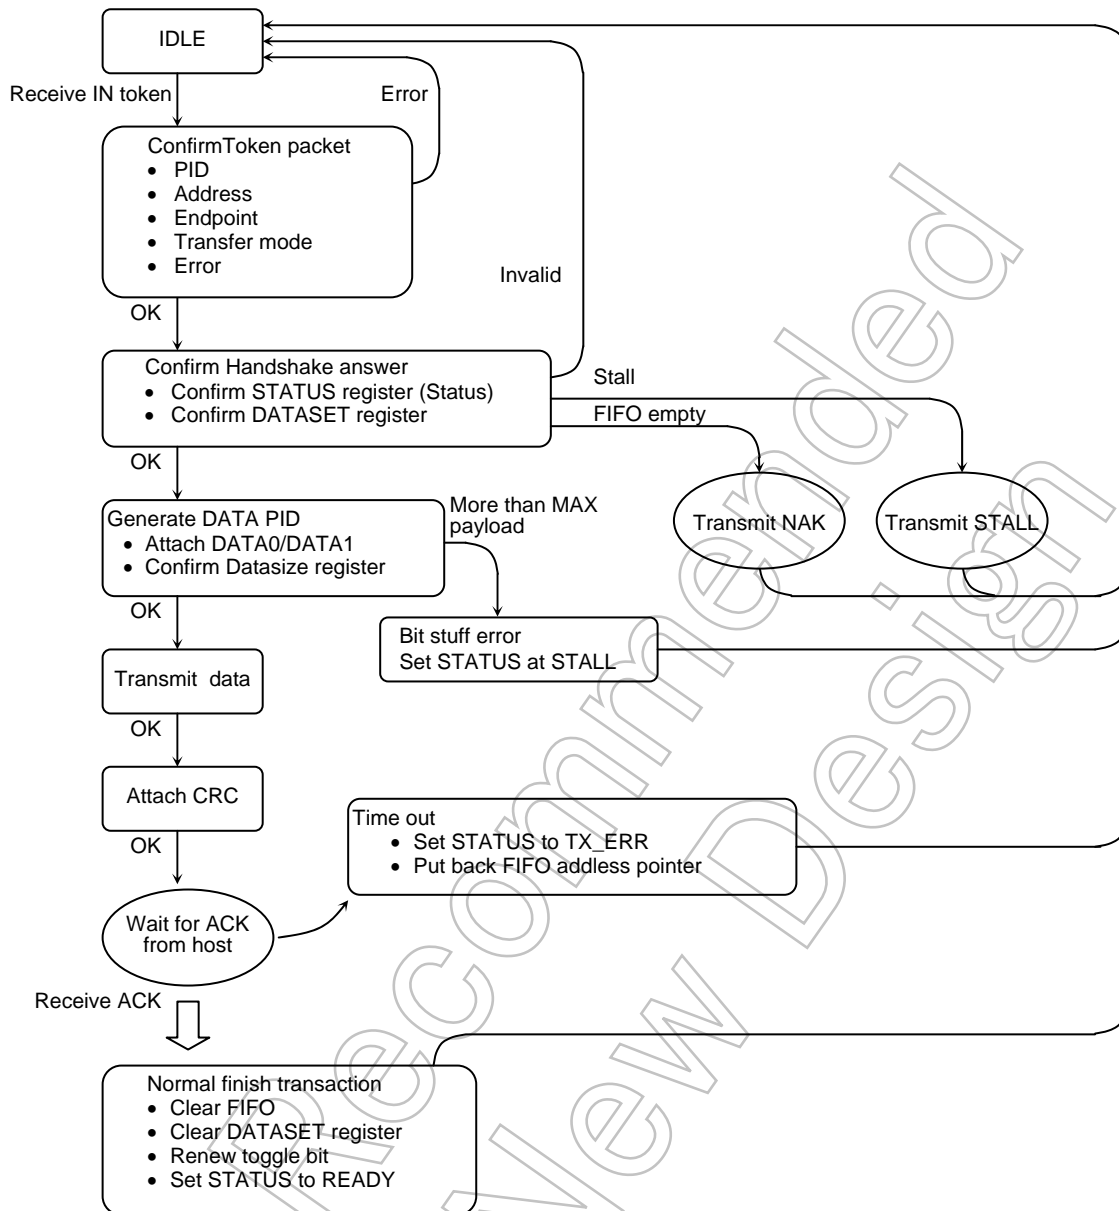 IDLE
Receive IN token
Error
ConfirmToken packet
• PID
• Address
• Endpoint
• Transfer mode
• Error
Invalid
OK
Confirm Handshake answer
• Confirm STATUS register (Status)
• Confirm DATASET register
Stall
FIFO empty
OK
Generate DATA PID
• Attach DATA0/DATA1
• Confirm Datasize register
More than MAX
payload
Transmit NAK
Transmit STALL
OK
Bit stuff error
Set STATUS at STALL
Transmit data
OK
Attach CRC
OK
Time out
• Set STATUS to TX_ERR
• Put back FIFO addless pointer
Wait for ACK
from host
Receive ACK
Normal finish transaction
• Clear FIFO
• Clear DATASET register
• Renew toggle bit
• Set STATUS to READY
Recommended
New Design